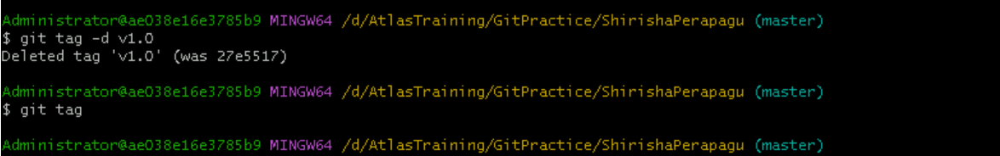 Administrator@ae038e16e3785b9 MINGW64 /d/AtlasTraining/GitPractice/ShirishaPerapagu (master)
$ git tag -d v1.0
Deleted tag 'v1.0' (was 27e5517)
Administrator@ae038e16e3785b9 MINGW64 /d/AtlasTraining/GitPractice/ShirishaPerapagu (master)
$ git tag
Administrator@ae038e16e3785b9 MINGW64 /d/AtlasTraining/GitPractice/ShirishaPerapagu (master)